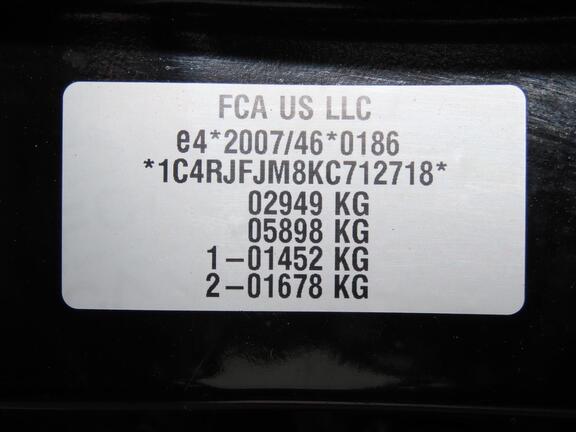 FCA US LLC
e4*2007/46*0186
*1C4RJFJM8KC712718*
02949 KG
05898 KG
1–01452 KG
2–01678 KG